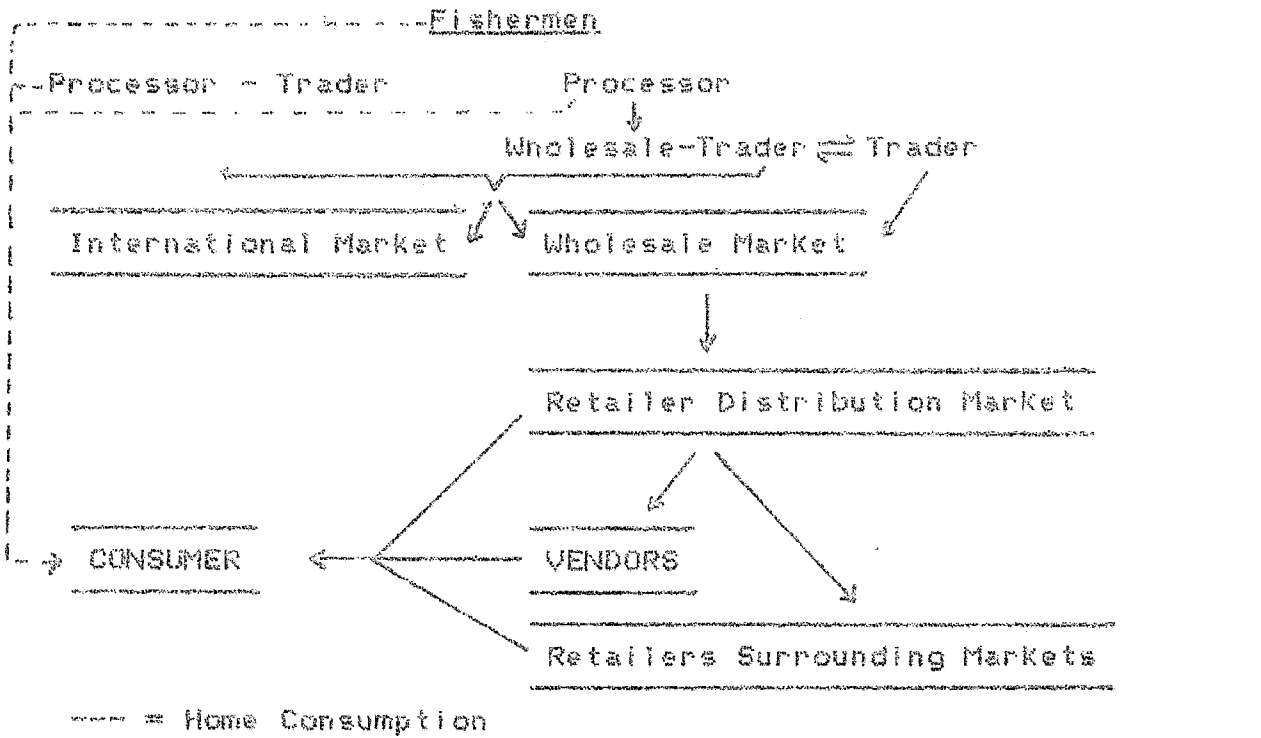 Fishermen
Processor - Trader Processor
Wholesale-Trader ⇌ Trader
International Market Wholesale Market
Retailer Distribution Market
CONSUMER VENDORS
Retailers Surrounding Markets
--- = Home Consumption